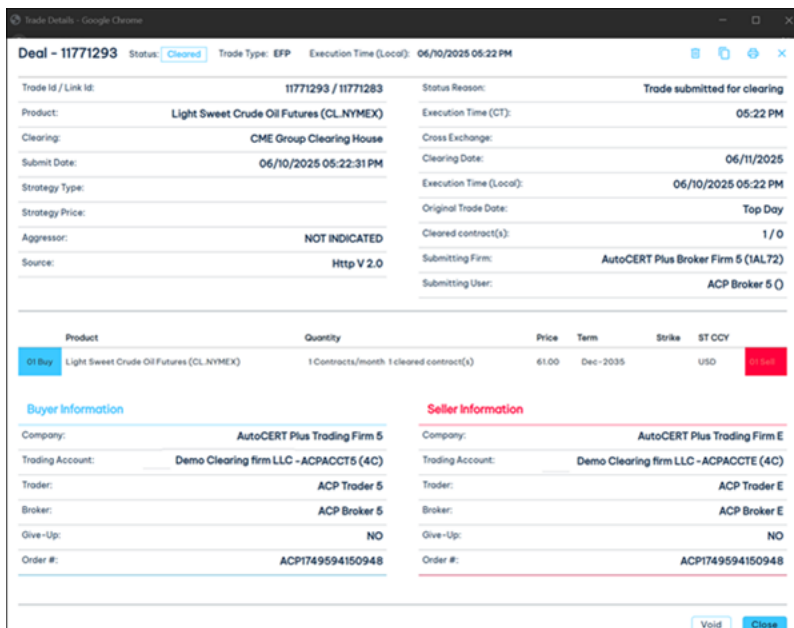 Trade Details - Google Chrome
Deal - 11771293 Status: Cleared Trade Type: EFP Execution Time (Local): 06/10/2025 05:22 PM
Trade Id / Link Id: 11771293 / 11771283 Status Reason: Trade submitted for clearing
Product: Light Sweet Crude Oil Futures (CL.NYMEX) Execution Time (CT): 05:22 PM
Clearing: CME Group Clearing House Cross Exchange:
Submit Date: 06/10/2025 05:22:31 PM Clearing Date: 06/11/2025
Strategy Type: Execution Time (Local): 06/10/2025 05:22 PM
Strategy Price: Original Trade Date: Top Day
Aggressor: NOT INDICATED Cleared contract(s): 1 / 0
Source: Http V 2.0 Submitting Firm: AutoCERT Plus Broker Firm 5 (1AL72)
Submitting User: ACP Broker 5 ()
Product Quantity Price Term Strike ST CCY
01 Buy Light Sweet Crude Oil Futures (CL.NYMEX) 1 Contracts/month 1 cleared contract(s) 61.00 Dec-2035 USD 01 Sell
Buyer Information Seller Information
Company: AutoCERT Plus Trading Firm 5 Company: AutoCERT Plus Trading Firm E
Trading Account: Demo Clearing firm LLC -ACPACCT5 (4C) Trading Account: Demo Clearing firm LLC -ACPACCTE (4C)
Trader: ACP Trader 5 Trader: ACP Trader E
Broker: ACP Broker 5 Broker: ACP Broker E
Give-Up: NO Give-Up: NO
Order #: ACP1749594150948 Order #: ACP1749594150948
Void Close